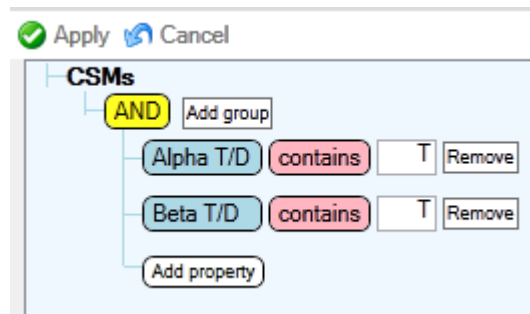 Apply Cancel
CSMs
AND Add group
Alpha T/D contains T Remove
Beta T/D contains T Remove
Add property